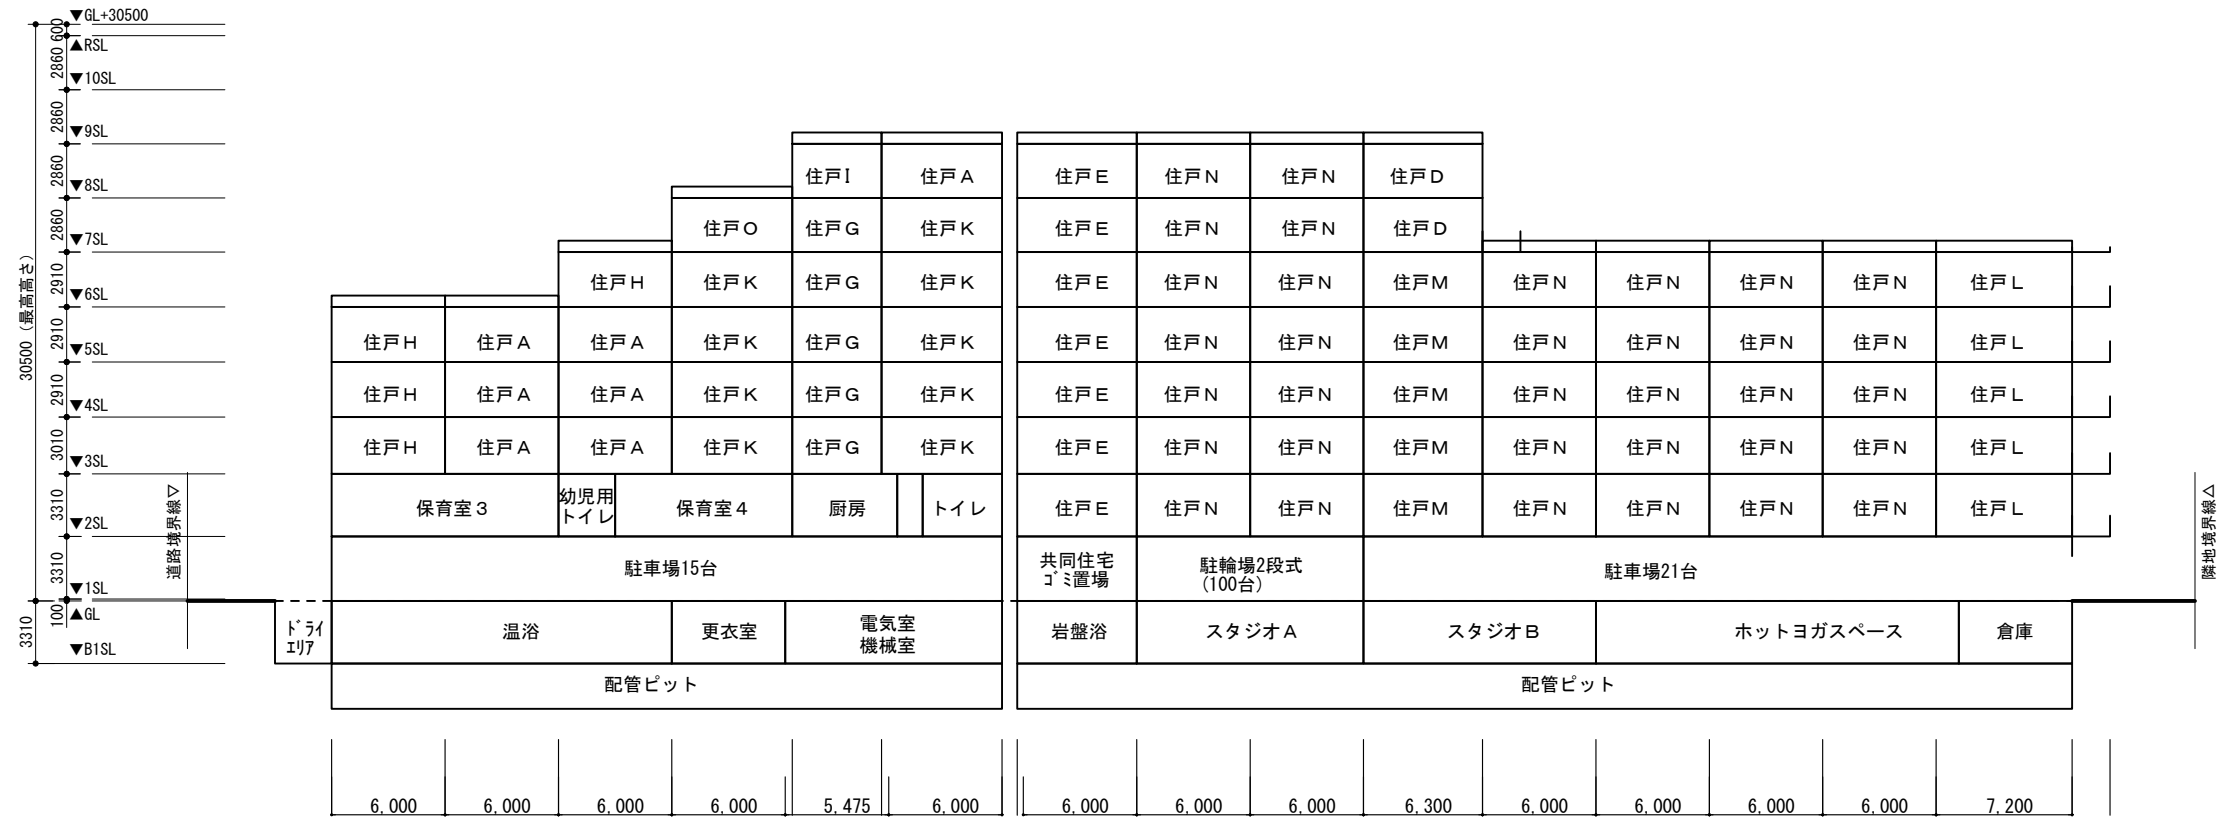 ▼GL+30500
600
▲RSL
2860
▼10SL
2860
▼9SL
2860
▼8SL
2860
▼7SL
2910
▼6SL
2910
▼5SL
2910
▼4SL
3010
▼3SL
3310
▼2SL
3310
▼1SL
100
▲GL
▼B1SL
30500 (最高高さ)
3310
道路境界線▽
隣地境界線△
住戸I 住戸A 住戸E 住戸N 住戸N 住戸D
住戸O 住戸G 住戸K 住戸E 住戸N 住戸N 住戸D
住戸H 住戸K 住戸G 住戸K 住戸E 住戸N 住戸N 住戸M 住戸N 住戸N 住戸N 住戸N 住戸L
住戸H 住戸A 住戸A 住戸K 住戸G 住戸K 住戸E 住戸N 住戸N 住戸M 住戸N 住戸N 住戸N 住戸N 住戸L
住戸H 住戸A 住戸A 住戸K 住戸G 住戸K 住戸E 住戸N 住戸N 住戸M 住戸N 住戸N 住戸N 住戸N 住戸L
住戸H 住戸A 住戸A 住戸K 住戸G 住戸K 住戸E 住戸N 住戸N 住戸M 住戸N 住戸N 住戸N 住戸N 住戸L
保育室3
幼児用
トイレ
保育室4 厨房 トイレ 住戸E 住戸N 住戸N 住戸M 住戸N 住戸N 住戸N 住戸N 住戸L
駐車場15台
共同住宅
ゴミ置場
駐輪場2段式
(100台)
駐車場21台
ドライ
エリア
温浴 更衣室
電気室
機械室
岩盤浴 スタジオA スタジオB ホットヨガスペース 倉庫
配管ピット 配管ピット
6,000 6,000 6,000 6,000 5,475 6,000 6,000 6,000 6,000 6,300 6,000 6,000 6,000 6,000 7,200